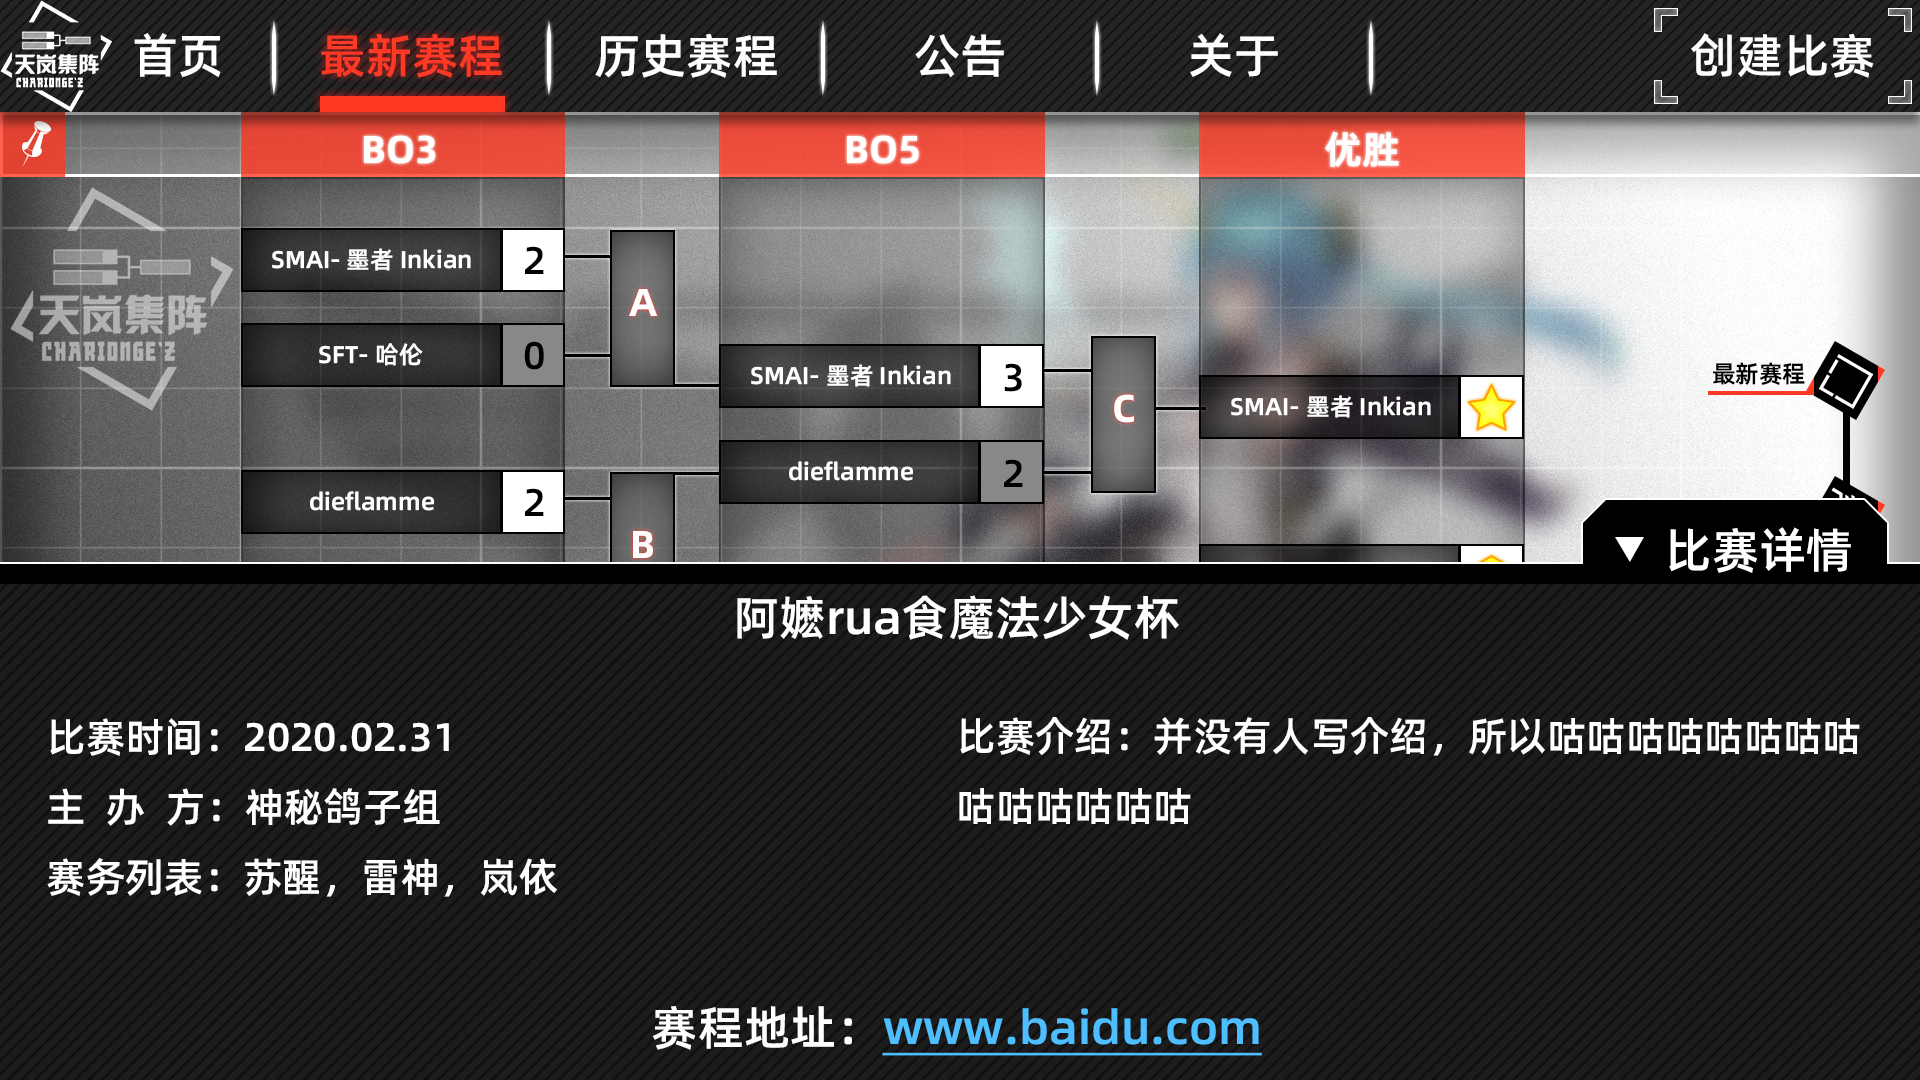 首页
最新赛程
历史赛程
公告
关于
创建比赛
天岚集阵
CHARIONGE'Z
BO3
BO5
优胜
天岚集阵
CHARIONGE'Z
SMAI- 墨者 Inkian 2
SFT- 哈伦 0
A
SMAI- 墨者 Inkian 3
dieflamme 2
C
SMAI- 墨者 Inkian
dieflamme 2
B
最新赛程
▼ 比赛详情
阿嬷rua食魔法少女杯
比赛时间：2020.02.31
主 办 方：神秘鸽子组
赛务列表：苏醒，雷神，岚依
比赛介绍：并没有人写介绍，所以咕咕咕咕咕咕咕咕
咕咕咕咕咕咕
赛程地址：www.baidu.com